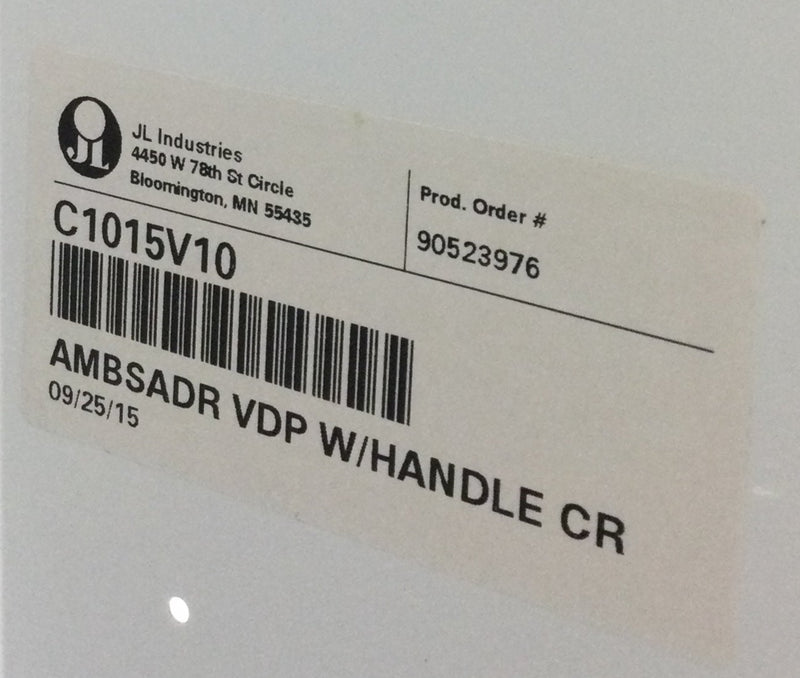 JL
JL Industries
4450 W 78th St Circle
Bloomington, MN 55435
Prod. Order #
90523976
C1015V10
AMBSADR VDP W/HANDLE CR
09/25/15